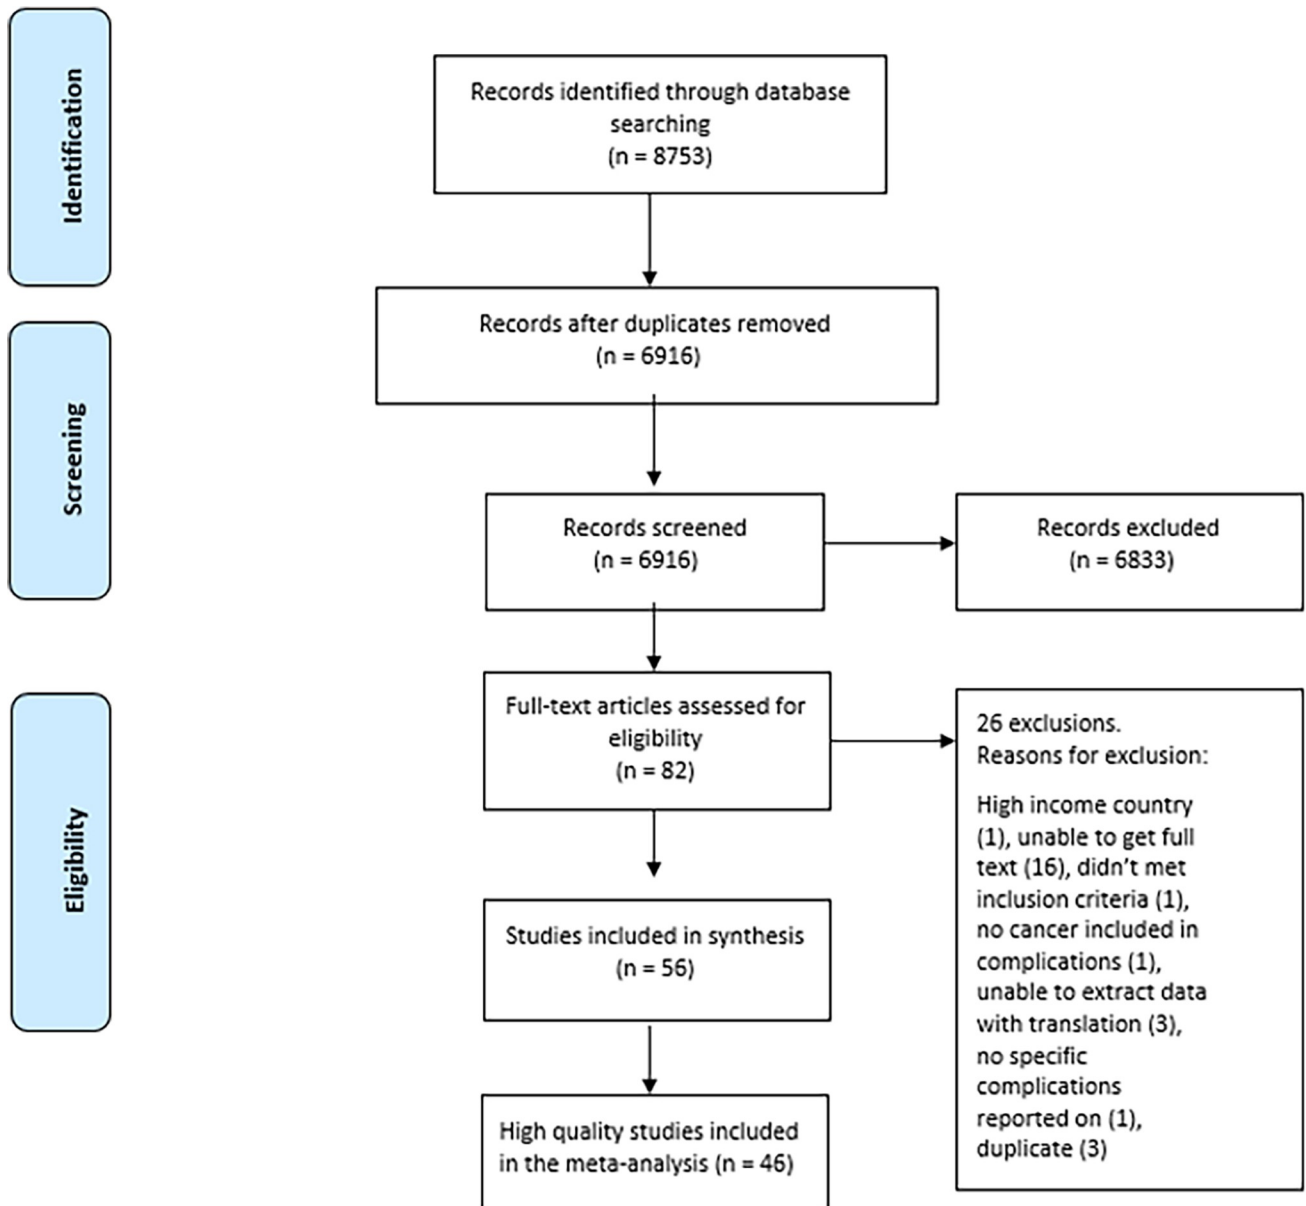 Identification
Records identified through database
searching
(n = 8753)
Records after duplicates removed
(n = 6916)
Screening
Records screened
(n = 6916)
Records excluded
(n = 6833)
Eligibility
Full-text articles assessed for
eligibility
(n = 82)
26 exclusions.
Reasons for exclusion:
High income country
(1), unable to get full
text (16), didn't met
inclusion criteria (1),
no cancer included in
complications (1),
unable to extract data
with translation (3),
no specific
complications
reported on (1),
duplicate (3)
Studies included in synthesis
(n = 56)
High quality studies included
in the meta-analysis (n = 46)